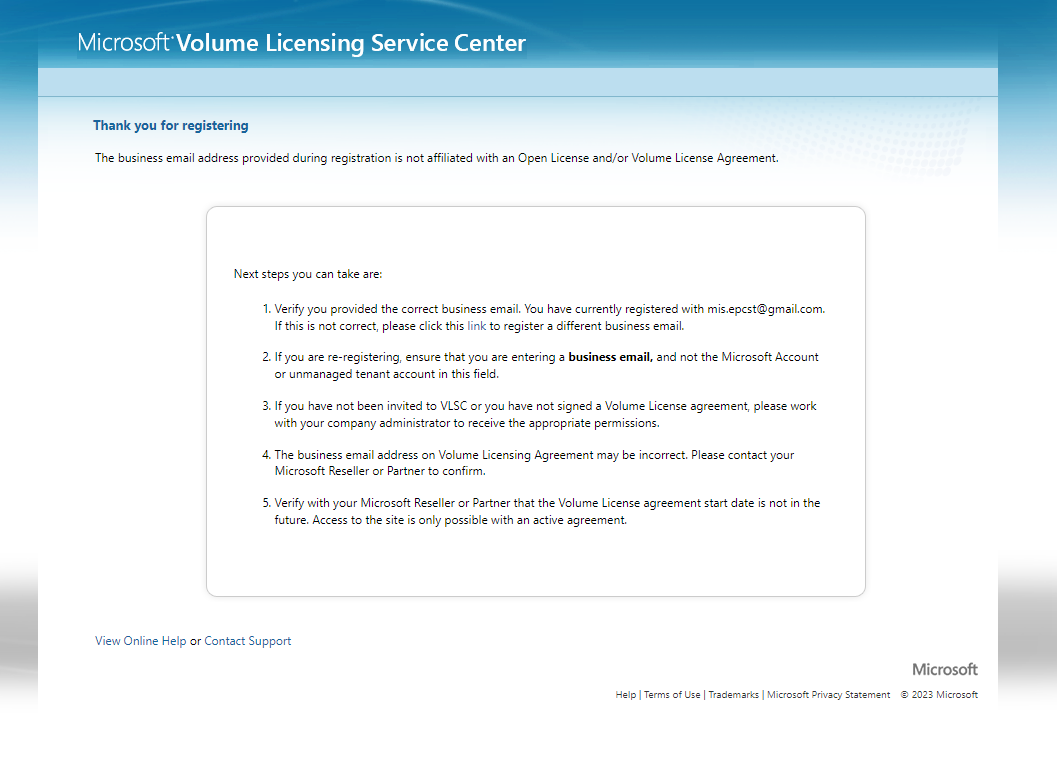 Microsoft Volume Licensing Service Center
Thank you for registering
The business email address provided during registration is not affiliated with an Open License and/or Volume License Agreement.
Next steps you can take are:
1. Verify you provided the correct business email. You have currently registered with mis.epcst@gmail.com.
If this is not correct, please click this link to register a different business email.
2. If you are re-registering, ensure that you are entering a business email, and not the Microsoft Account
or unmanaged tenant account in this field.
3. If you have not been invited to VLSC or you have not signed a Volume License agreement, please work
with your company administrator to receive the appropriate permissions.
4. The business email address on Volume Licensing Agreement may be incorrect. Please contact your
Microsoft Reseller or Partner to confirm.
5. Verify with your Microsoft Reseller or Partner that the Volume License agreement start date is not in the
future. Access to the site is only possible with an active agreement.
View Online Help or Contact Support
Microsoft
Help | Terms of Use | Trademarks | Microsoft Privacy Statement © 2023 Microsoft